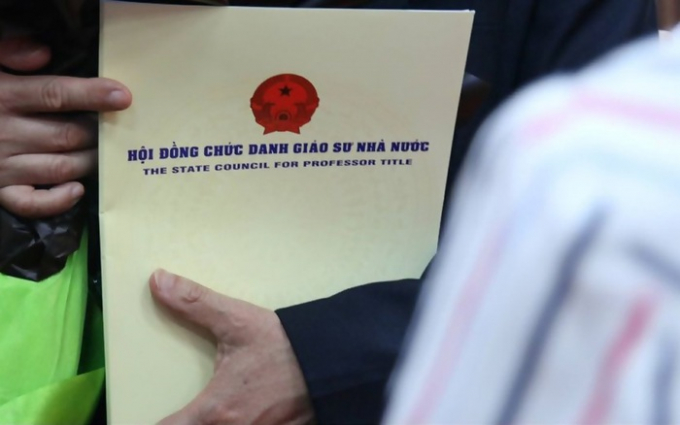 HỘI ĐỒNG CHỨC DANH GIÁO SƯ NHÀ NƯỚC
THE STATE COUNCIL FOR PROFESSOR TITLE